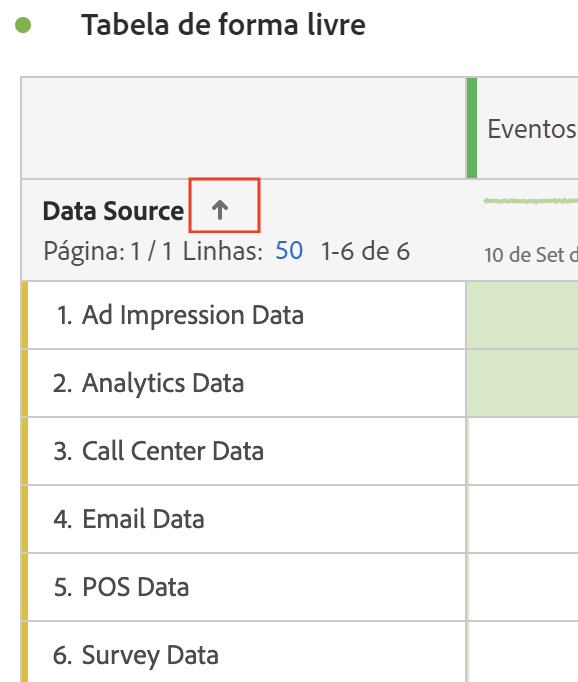 Tabela de forma livre
Eventos
Data Source ↑
Página: 1 / 1 Linhas: 50 1-6 de 6
10 de Set d
1. Ad Impression Data
2. Analytics Data
3. Call Center Data
4. Email Data
5. POS Data
6. Survey Data